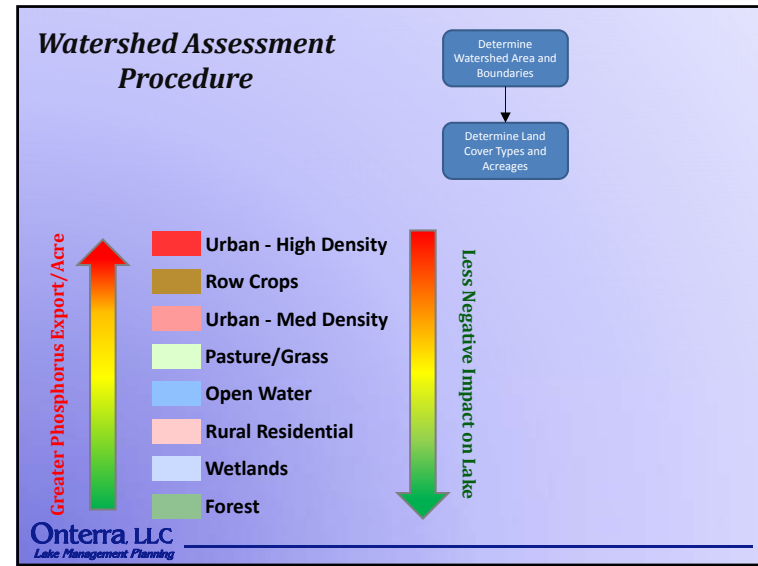 Watershed Assessment
Procedure
Determine
Watershed Area and
Boundaries
Determine Land
Cover Types and
Acreages
Greater Phosphorus Export/Acre
Urban - High Density
Row Crops
Urban - Med Density
Pasture/Grass
Open Water
Rural Residential
Wetlands
Forest
Less Negative Impact on Lake
Onterra, LLC
Lake Management Planning